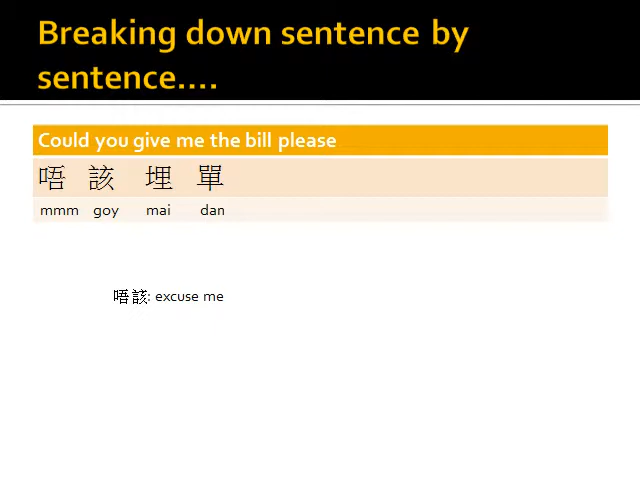 Breaking down sentence by
sentence....
Could you give me the bill please
唔 該 埋 單
mmm goy mai dan
唔該: excuse me